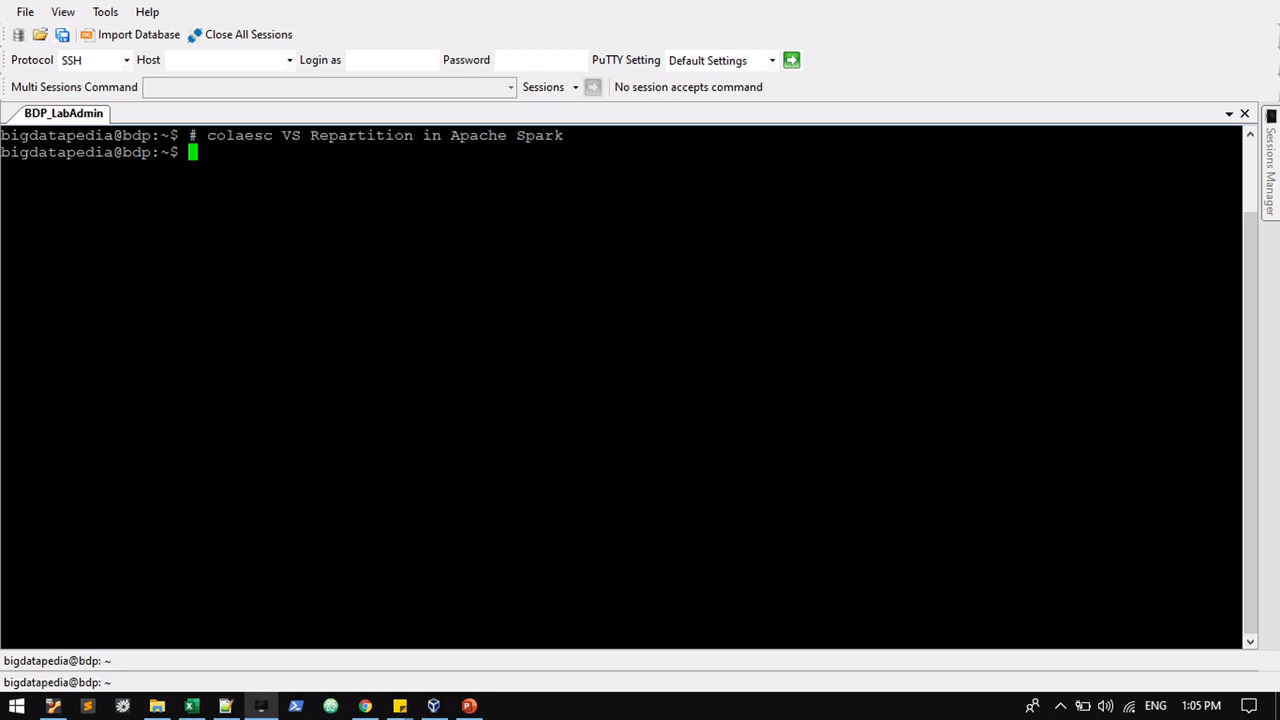 File View Tools Help
Import Database Close All Sessions
Protocol SSH Host Login as Password PuTTY Setting Default Settings
Multi Sessions Command Sessions No session accepts command
BDP_LabAdmin
bigdatapedia@bdp:~$ # colaesc VS Repartition in Apache Spark
bigdatapedia@bdp:~$
Sessions Manager
bigdatapedia@bdp: ~
bigdatapedia@bdp: ~
ENG 1:05 PM